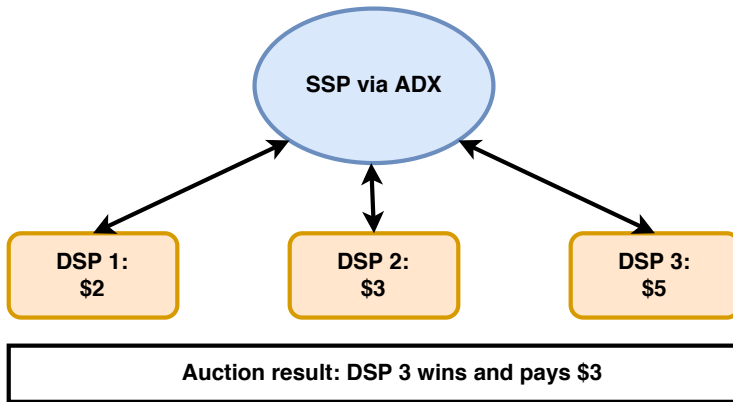 SSP via ADX
DSP 1:
$2
DSP 2:
$3
DSP 3:
$5
Auction result: DSP 3 wins and pays $3